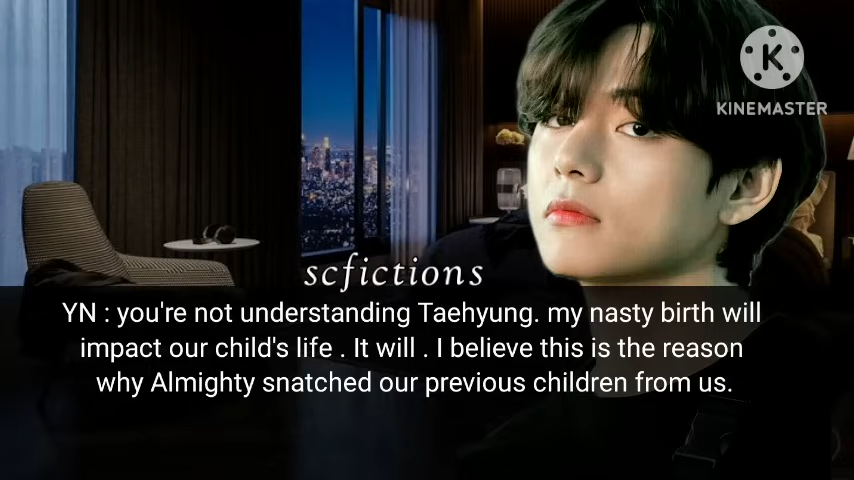 KINEMASTER
scfictions
YN : you're not understanding Taehyung. my nasty birth will
impact our child's life . It will . I believe this is the reason
why Almighty snatched our previous children from us.